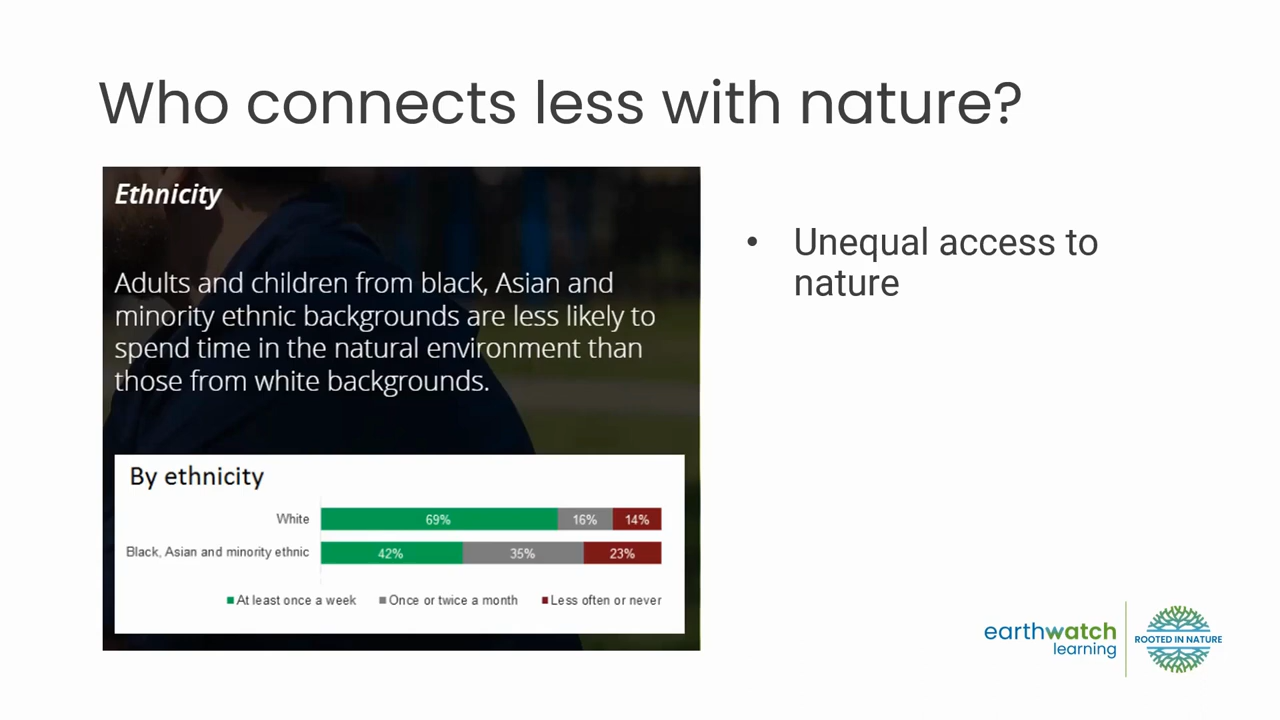 Who connects less with nature?
Ethnicity
Adults and children from black, Asian and
minority ethnic backgrounds are less likely to
spend time in the natural environment than
those from white backgrounds.
By ethnicity
White 69% 16% 14%
Black, Asian and minority ethnic 42% 35% 23%
At least once a week Once or twice a month Less often or never
• Unequal access to
nature
earthwatch
learning
ROOTED IN NATURE